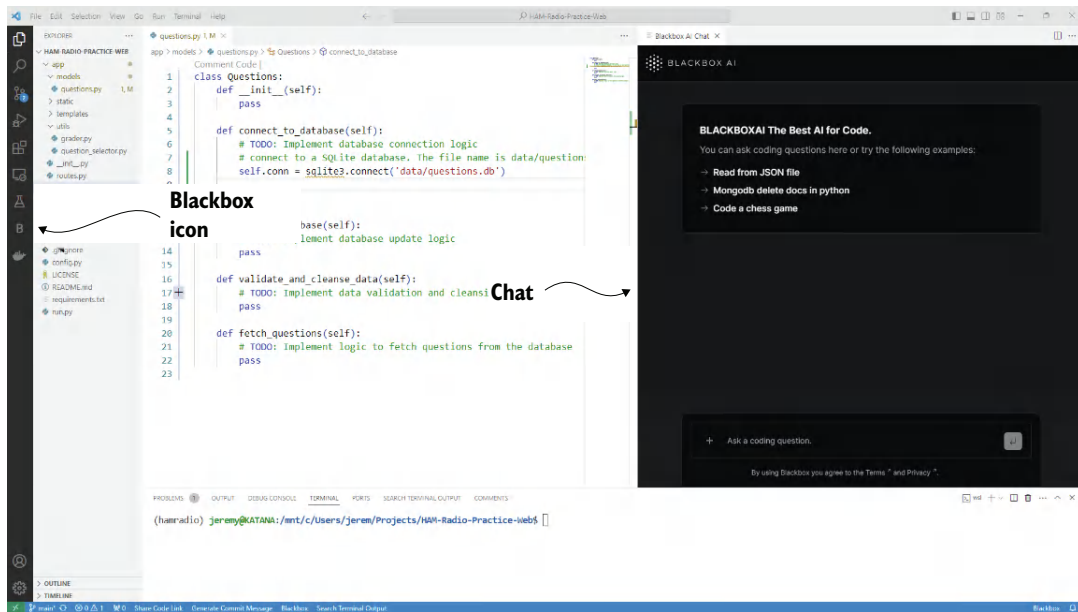 File Edit Selection View Go Run Terminal Help
HAM-Radio-Practice-Web
EXPLORER
HAM-RADIO-PRACTICE-WEB
app
models
questions.py 1, M
static
templates
utils
grader.py
question_selector.py
__init__.py
routes.py
.gitignore
config.py
LICENSE
README.md
requirements.txt
run.py
OUTLINE
TIMELINE
Blackbox
icon
questions.py 1, M
app > models > questions.py > Questions > connect_to_database
Comment Code |
1 class Questions:
2 def __init__(self):
3 pass
4
5 def connect_to_database(self):
6 # TODO: Implement database connection logic
7 # connect to a SQLite database. The file name is data/question
8 self.conn = sqlite3.connect('data/questions.db')
base(self):
lement database update logic
14 pass
15
16 def validate_and_cleanse_data(self):
17 # TODO: Implement data validation and cleansi
18 pass
19
20 def fetch_questions(self):
21 # TODO: Implement logic to fetch questions from the database
22 pass
23
Chat
Blackbox AI Chat
BLACKBOX AI
BLACKBOXAI The Best AI for Code.
You can ask coding questions here or try the following examples:
→ Read from JSON file
→ Mongodb delete docs in python
→ Code a chess game
+ Ask a coding question.
By using Blackbox you agree to the Terms and Privacy
PROBLEMS 1 OUTPUT DEBUG CONSOLE TERMINAL PORTS SEARCH TERMINAL OUTPUT COMMENTS
(hamradio) jeremy@KATANA:/mnt/c/Users/jerem/Projects/HAM-Radio-Practice-Web$
main* 0 1 0 Share Code Link Generate Commit Message Blackbox Search Terminal Output
Blackbox